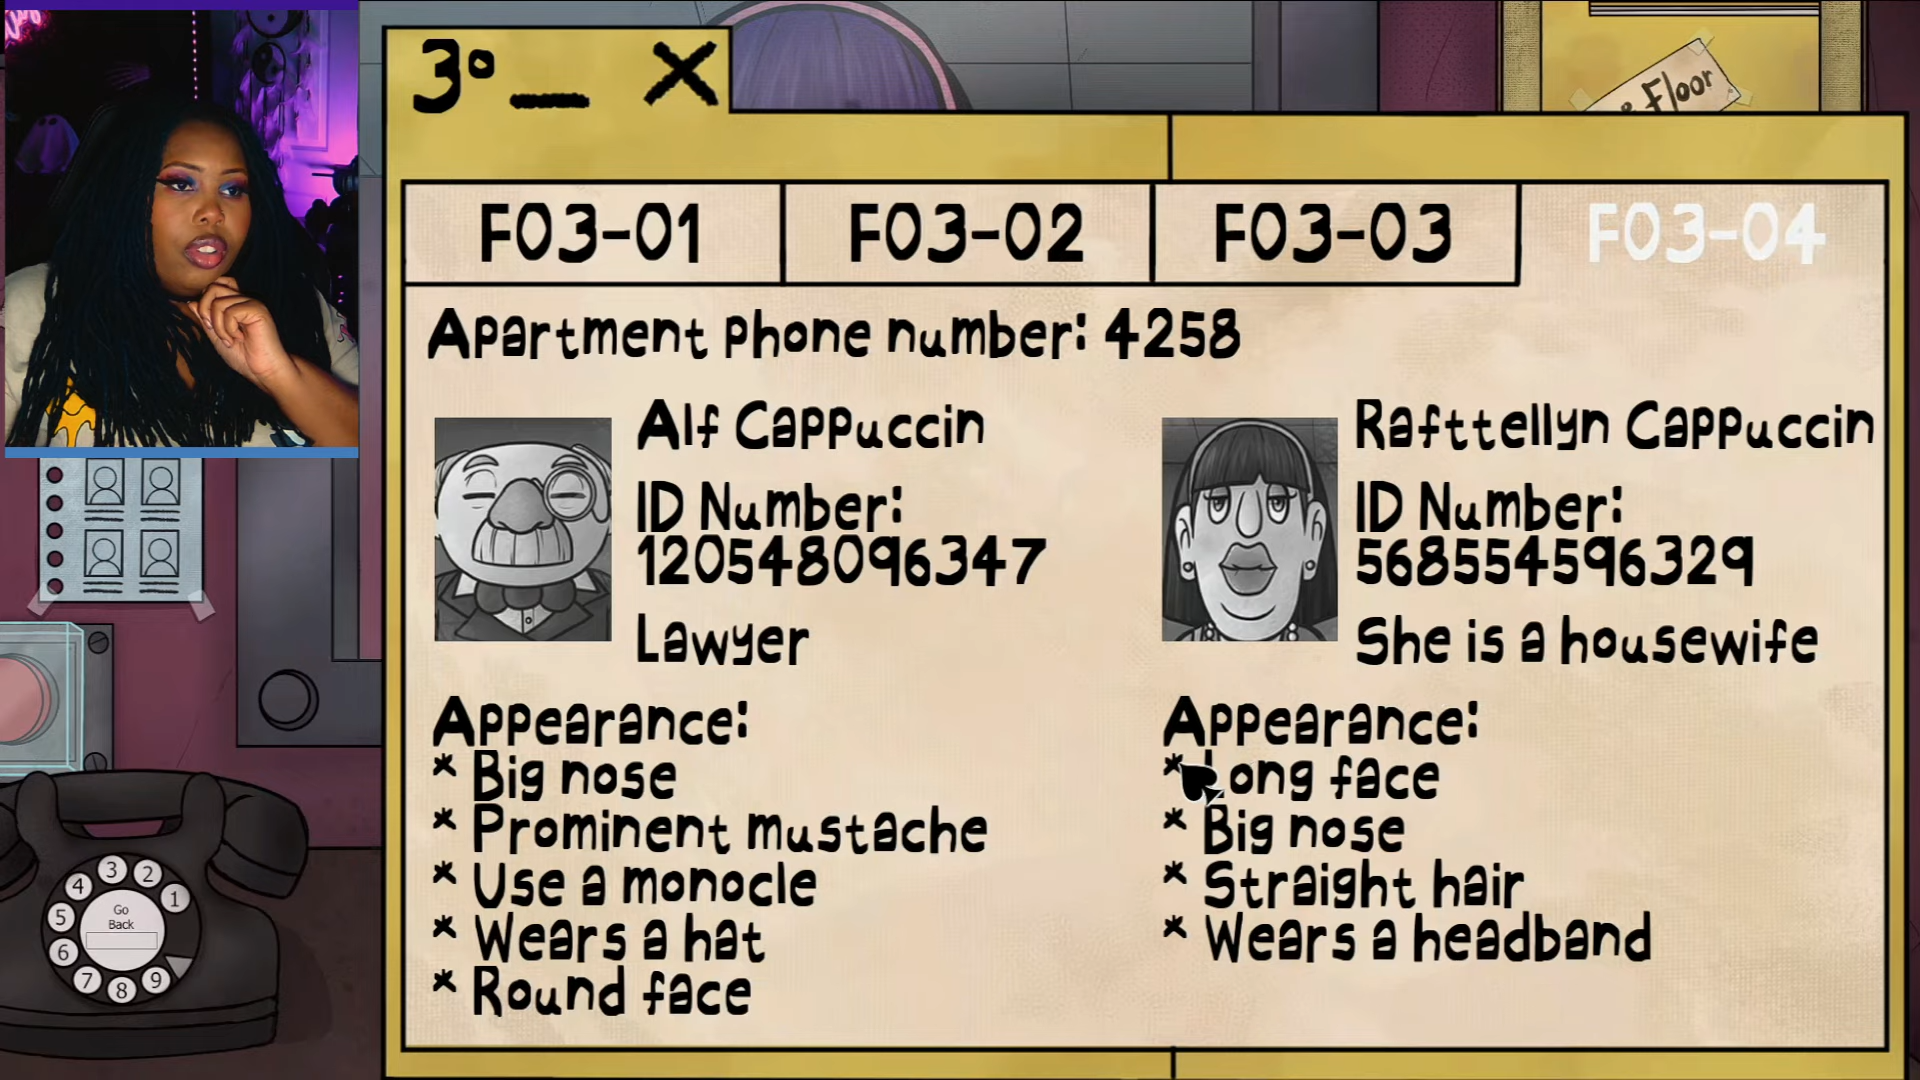 3º_ X
Floor
F03-01 F03-02 F03-03 F03-04
Apartment phone number: 4258
Alf Cappuccin
ID Number:
120548096347
Lawyer
Appearance:
* Big nose
* Prominent mustache
* Use a monocle
* Wears a hat
* Round face
Rafttellyn Cappuccin
ID Number:
568554596329
She is a housewife
Appearance:
* Long face
* Big nose
* Straight hair
* Wears a headband
1
2
3
4
5
6
7
8
9
Go
Back